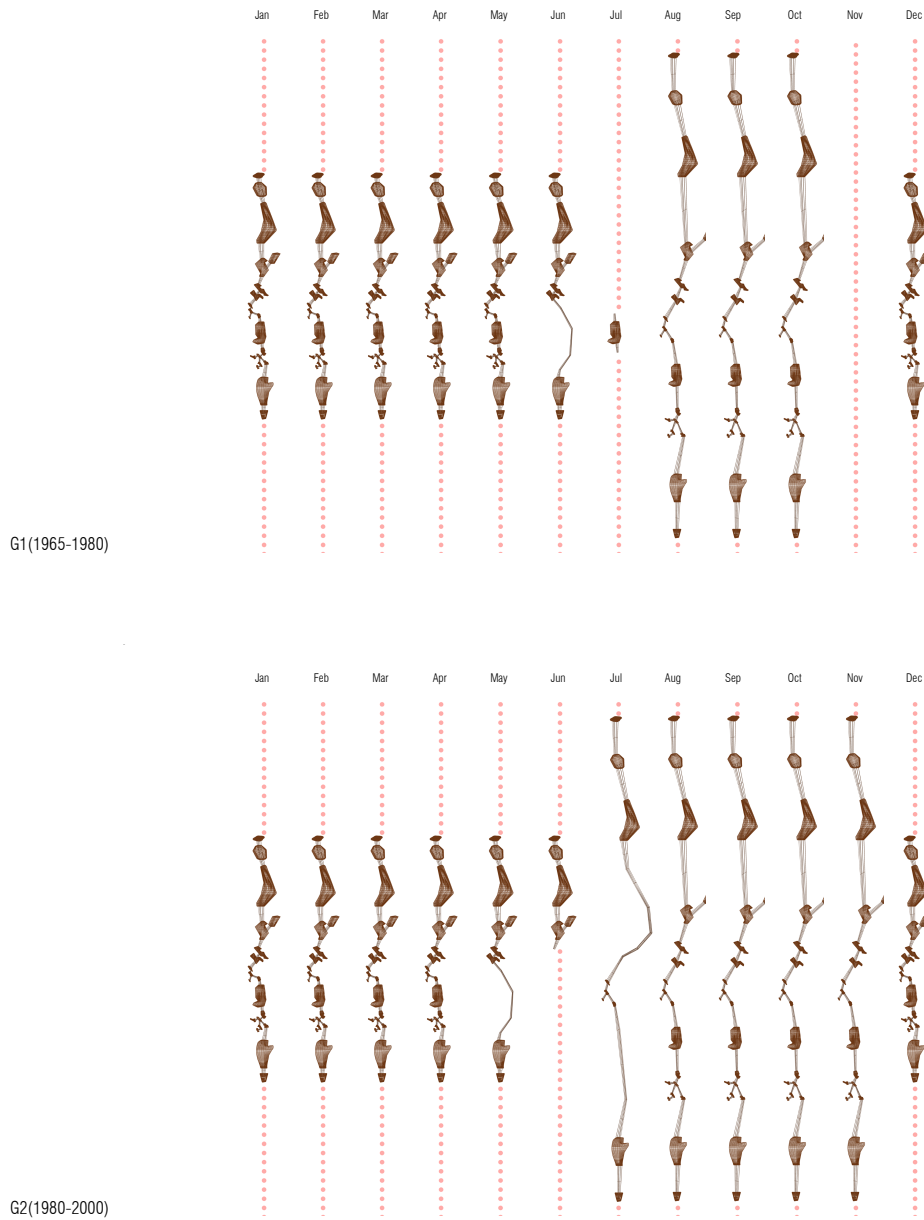 Jan Feb Mar Apr May Jun Jul Aug Sep Oct Nov Dec
G1(1965-1980)
Jan Feb Mar Apr May Jun Jul Aug Sep Oct Nov Dec
G2(1980-2000)